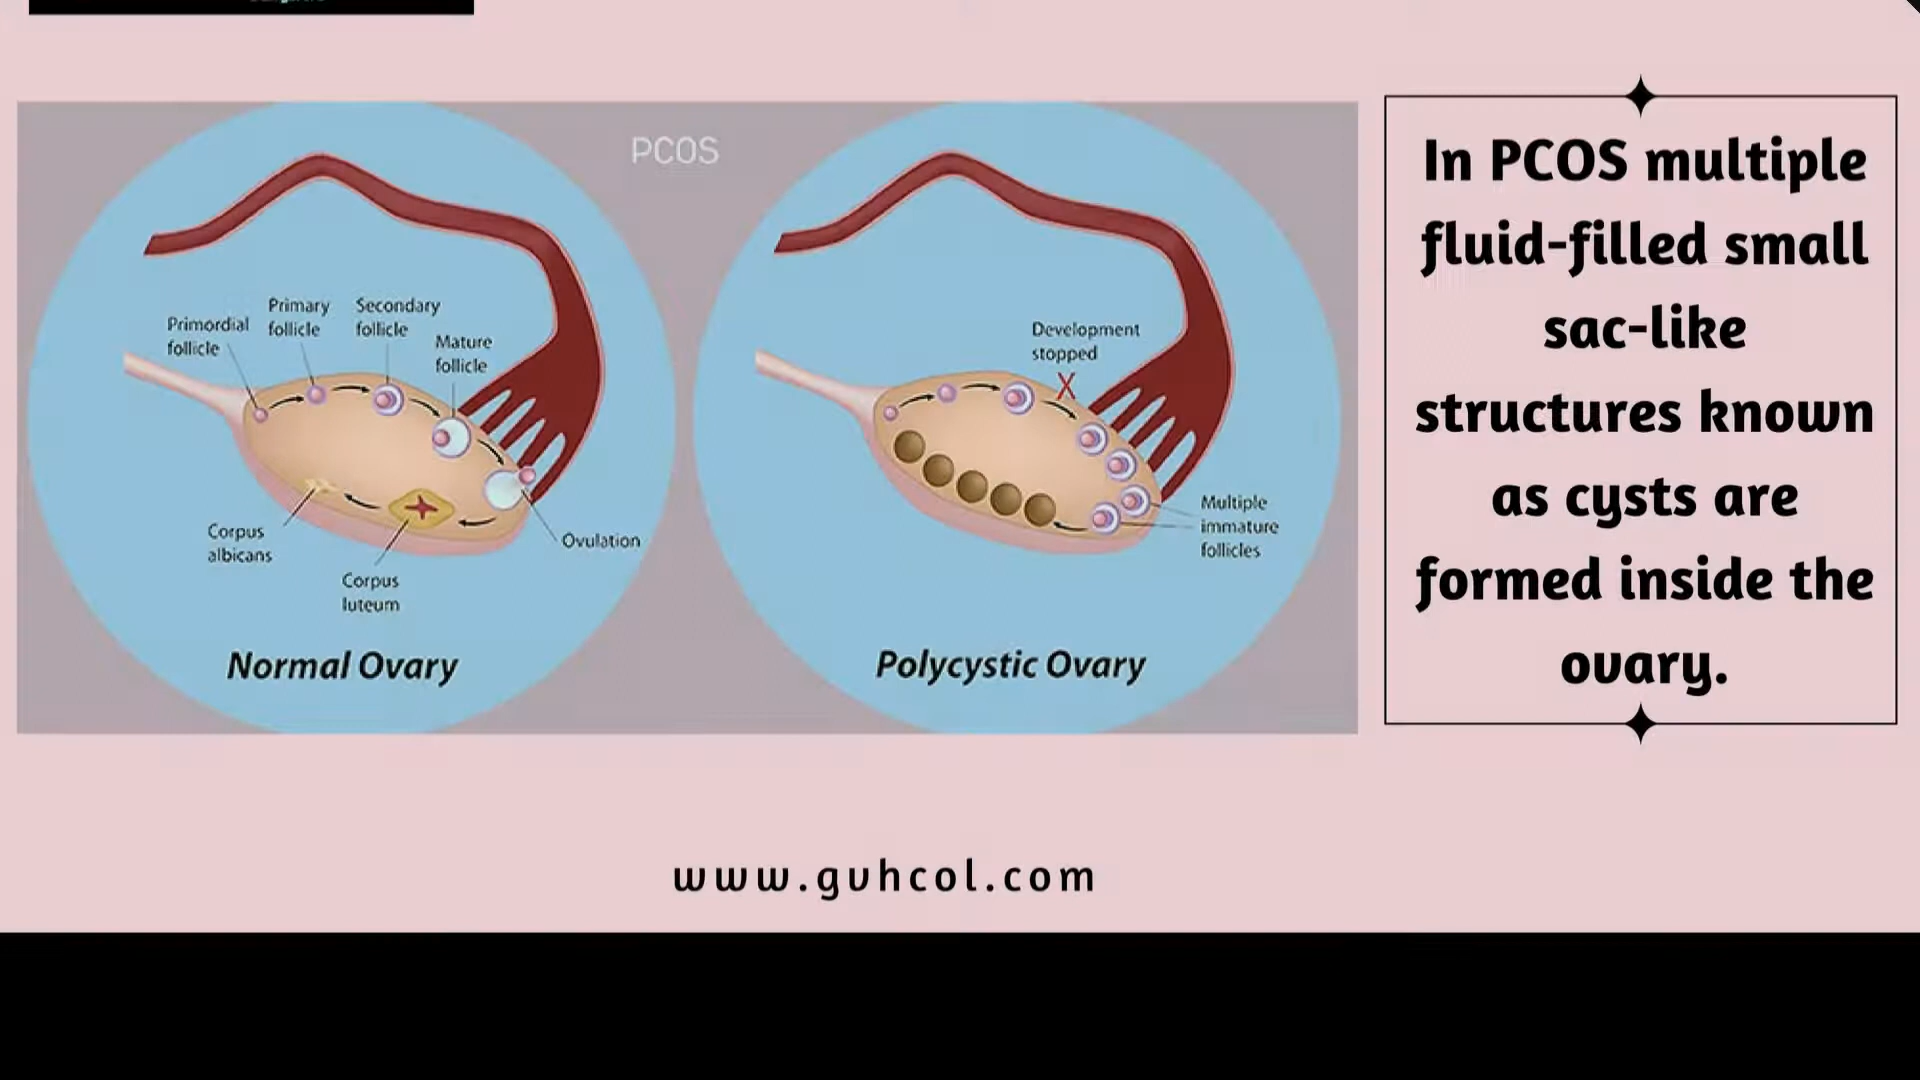 PCOS
Primordial
follicle
Primary
follicle
Secondary
follicle
Mature
follicle
Ovulation
Corpus
luteum
Corpus
albicans
Normal Ovary
Development
stopped
X
Multiple
immature
follicles
Polycystic Ovary
In PCOS multiple
fluid-filled small
sac-like
structures known
as cysts are
formed inside the
ovary.
www.guhcol.com